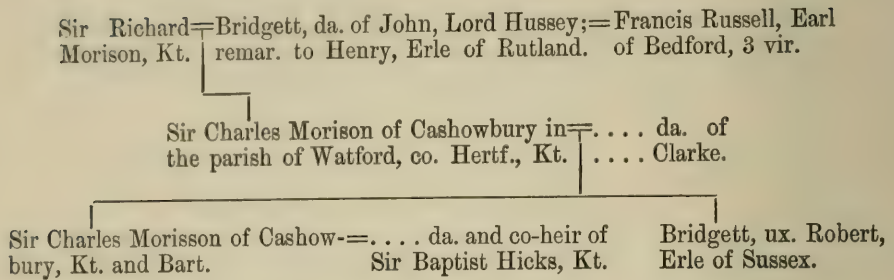 Sir Richard=Bridgett, da. of John, Lord Hussey;=Francis Russell, Earl
Morison, Kt. remar. to Henry, Erle of Rutland. of Bedford, 3 vir.
Sir Charles Morison of Cashowbury in=.... da. of
the parish of Watford, co. Hertf., Kt. .... Clarke.
Sir Charles Morisson of Cashow-=.... da. and co-heir of Bridgett, ux. Robert,
bury, Kt. and Bart. Sir Baptist Hicks, Kt. Erle of Sussex.